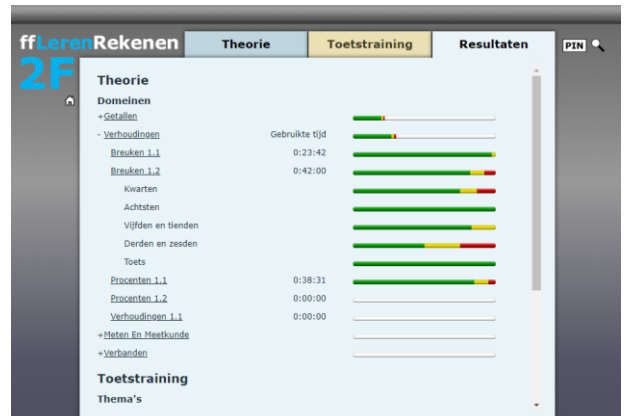 ffLerenRekenen
2F
Theorie
Toetstraining
Resultaten
PIN
Theorie
Domeinen
+Getallen
- Verhoudingen Gebruikte tijd
Breuken 1.1 0:23:42
Breuken 1.2 0:42:00
Kwarten
Achtsten
Vijfden en tienden
Derden en zesden
Toets
Procenten 1.1 0:38:31
Procenten 1.2 0:00:00
Verhoudingen 1.1 0:00:00
+Meten En Meetkunde
+Verbanden
Toetstraining
Thema's